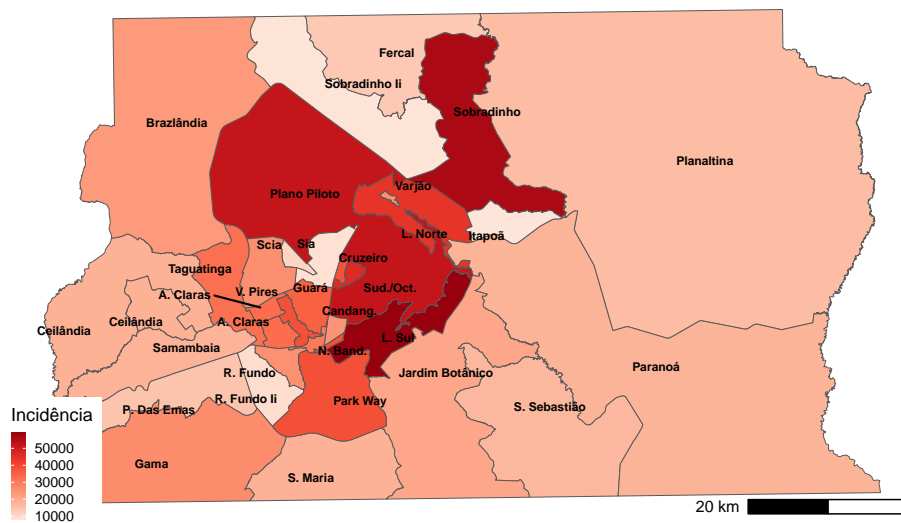 Fercal
Sobradinho Ii
Sobradinho
Brazlândia
Planaltina
Plano Piloto
Varjão
L. Norte
Itapoã
Scia
Sia
Cruzeiro
Taguatinga
V. Pires
Guará
Sud./Oct.
A. Claras
Candang.
Ceilândia
Ceilândia
A. Claras
L. Sul
Samambaia
N. Band.
R. Fundo
Jardim Botânico
Paranoá
R. Fundo Ii
Park Way
P. Das Emas
S. Sebastião
Gama
S. Maria
Incidência
50000
40000
30000
20000
10000
20 km